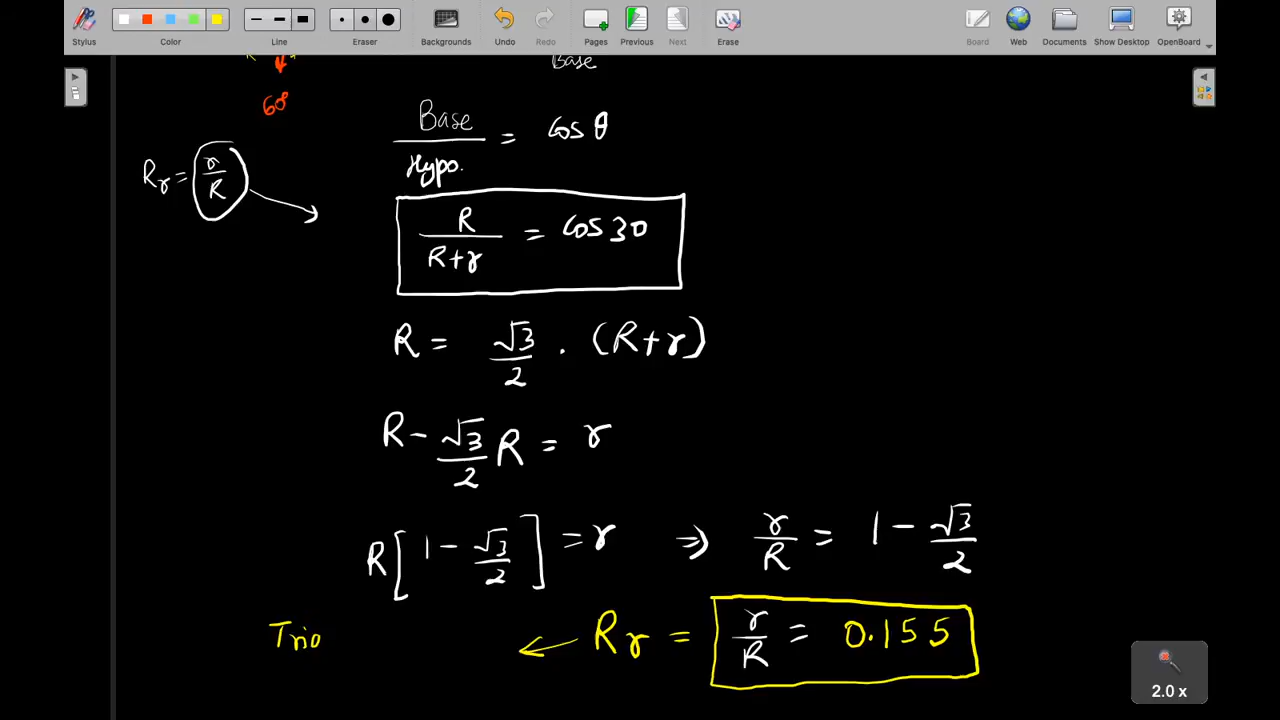 Stylus Color Line Eraser Backgrounds Undo Redo Pages Previous Next Erase Board Web Documents Show Desktop OpenBoard
Base
60°
Base/Hypo. = cos θ
Rr = r/R
R/(R+r) = cos 30
R = √3/2 . (R+r)
R - √3/2 R = r
R[1 - √3/2] = r ⇒ r/R = 1 - √3/2
Trio ← Rr = r/R = 0.155
2.0 x